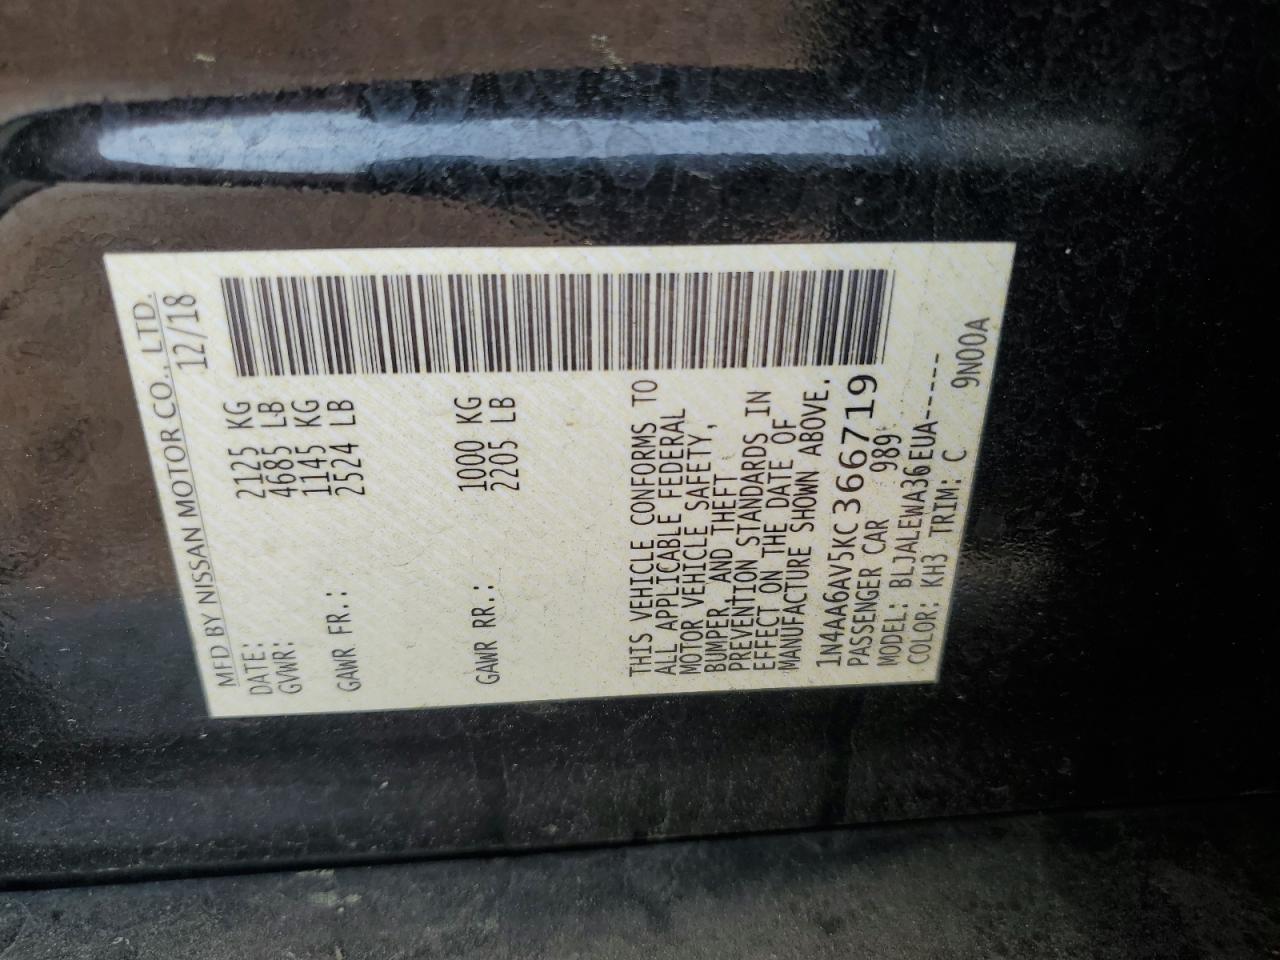 MFD BY NISSAN MOTOR CO., LTD.
DATE: 12/18
GVWR: 2125 KG
4685 LB
GAWR FR.: 1145 KG
2524 LB
GAWR RR.: 1000 KG
2205 LB
THIS VEHICLE CONFORMS TO
ALL APPLICABLE FEDERAL
MOTOR VEHICLE SAFETY,
BUMPER, AND THEFT
PREVENTION STANDARDS IN
EFFECT ON THE DATE OF
MANUFACTURE SHOWN ABOVE.
1N4AA6AV5KC366719
PASSENGER CAR 989
MODEL: BLJALEWA36EUA-----
COLOR: KH3 TRIM: C 9N00A